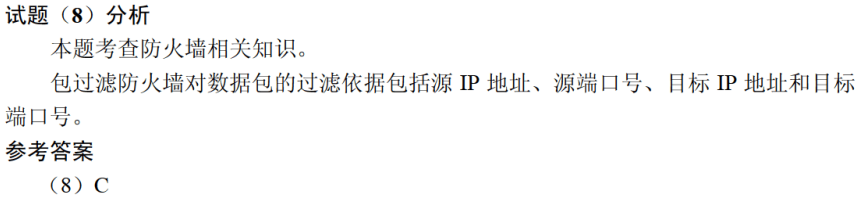 试题（8）分析
本题考查防火墙相关知识。
包过滤防火墙对数据包的过滤依据包括源 IP 地址、源端口号、目标 IP 地址和目标
端口号。
参考答案
（8）C